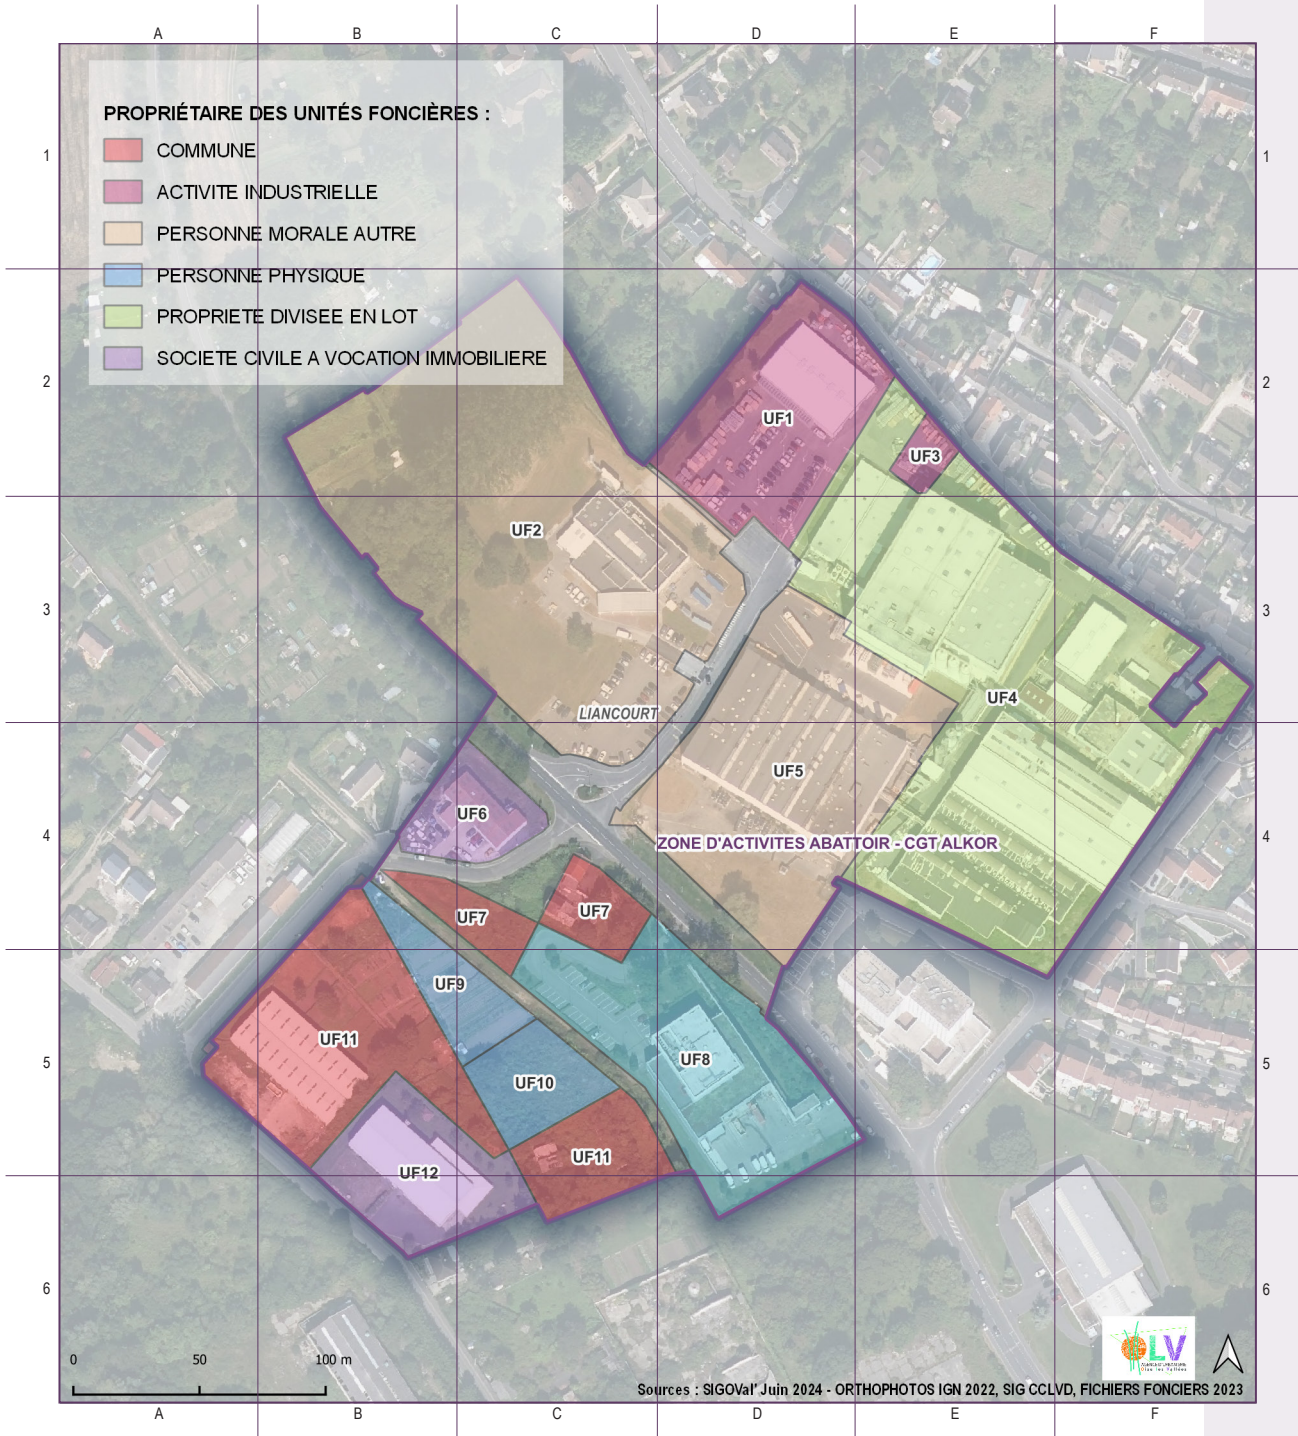 A B C D E F
PROPRIÉTAIRE DES UNITÉS FONCIÈRES :
COMMUNE
ACTIVITE INDUSTRIELLE
PERSONNE MORALE AUTRE
PERSONNE PHYSIQUE
PROPRIETE DIVISEE EN LOT
SOCIETE CIVILE A VOCATION IMMOBILIERE
1 1
2 2
UF1
UF3
UF2
3 3
UF4
LIANCOURT
UF5
UF6
4 4
ZONE D'ACTIVITES ABATTOIR - CGT ALKOR
UF7
UF7
UF9
UF11
UF8
5 5
UF10
UF11
UF12
6 6
LV
0 50 100 m
Sources : SIGOVal' Juin 2024 - ORTHOPHOTOS IGN 2022, SIG CCLVD, FICHIERS FONCIERS 2023
A B C D E F